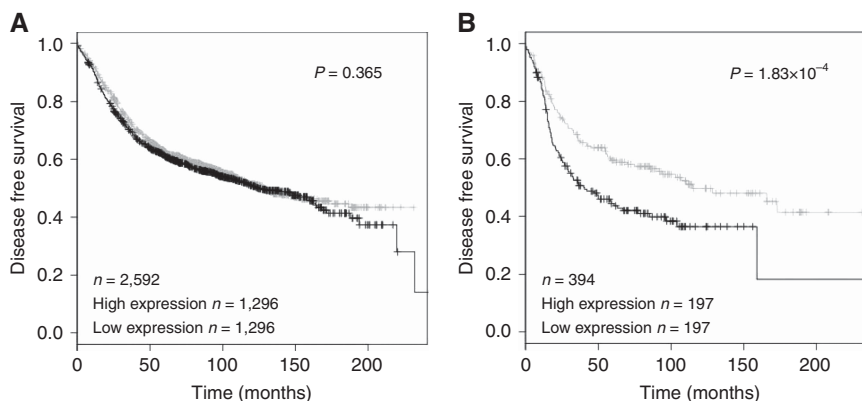 A
Disease free survival
1.0
0.8
0.6
0.4
0.2
0.0
P = 0.365
n = 2,592
High expression n = 1,296
Low expression n = 1,296
0 50 100 150 200
Time (months)
B
Disease free survival
1.0
0.8
0.6
0.4
0.2
0.0
P = 1.83×10⁻⁴
n = 394
High expression n = 197
Low expression n = 197
0 50 100 150 200
Time (months)